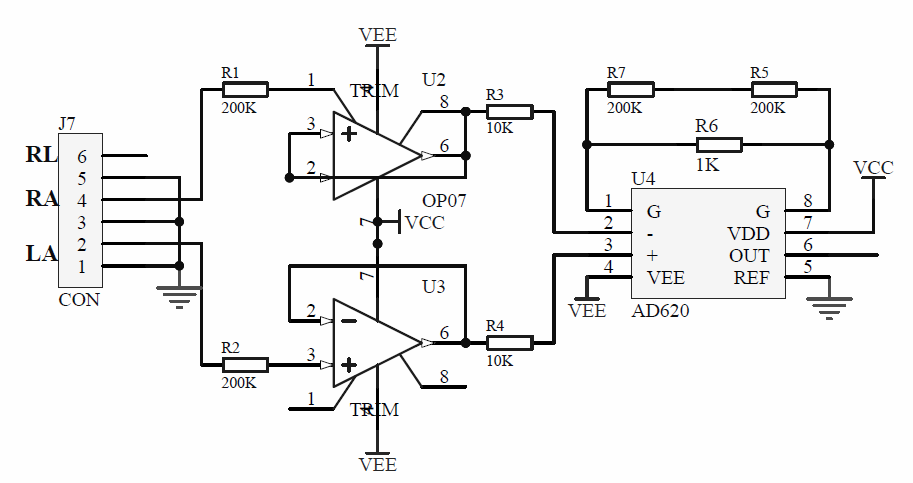 VEE
R1
1
TRIM
U2
200K
8
R3
R7
R5
3
10K
200K
200K
J7
6
R6
RL
6
2
1K
VCC
5
U4
RA
4
OP07
1
G
G
8
3
7
VCC
2
-
VDD
7
LA
2
3
+
OUT
6
1
7
4
VEE
REF
5
CON
U3
VEE
AD620
2
6
R4
R2
3
10K
200K
8
1
TRIM
VEE